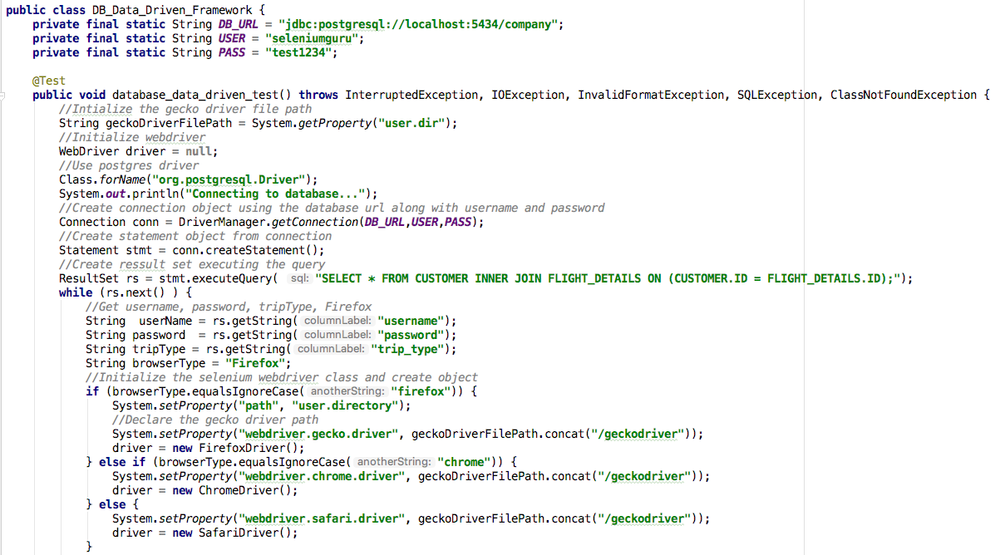 public class DB_Data_Driven_Framework {
    private final static String DB_URL = "jdbc:postgresql://localhost:5434/company";
    private final static String USER = "seleniumguru";
    private final static String PASS = "test1234";

    @Test
    public void database_data_driven_test() throws InterruptedException, IOException, InvalidFormatException, SQLException, ClassNotFoundException {
        //Intialize the gecko driver file path
        String geckoDriverFilePath = System.getProperty("user.dir");
        //Initialize webdriver
        WebDriver driver = null;
        //Use postgres driver
        Class.forName("org.postgresql.Driver");
        System.out.println("Connecting to database...");
        //Create connection object using the database url along with username and password
        Connection conn = DriverManager.getConnection(DB_URL,USER,PASS);
        //Create statement object from connection
        Statement stmt = conn.createStatement();
        //Create ressult set executing the query
        ResultSet rs = stmt.executeQuery( sql: "SELECT * FROM CUSTOMER INNER JOIN FLIGHT_DETAILS ON (CUSTOMER.ID = FLIGHT_DETAILS.ID);");
        while (rs.next() ) {
            //Get username, password, tripType, Firefox
            String  userName = rs.getString( columnLabel: "username");
            String password  = rs.getString( columnLabel: "password");
            String tripType = rs.getString( columnLabel: "trip_type");
            String browserType = "Firefox";
            //Initialize the selenium webdriver class and create object
            if (browserType.equalsIgnoreCase( anotherString: "firefox")) {
                System.setProperty("path", "user.directory");
                //Declare the gecko driver path
                System.setProperty("webdriver.gecko.driver", geckoDriverFilePath.concat("/geckodriver"));
                driver = new FirefoxDriver();
            } else if (browserType.equalsIgnoreCase( anotherString: "chrome")) {
                System.setProperty("webdriver.chrome.driver", geckoDriverFilePath.concat("/geckodriver"));
                driver = new ChromeDriver();
            } else {
                System.setProperty("webdriver.safari.driver", geckoDriverFilePath.concat("/geckodriver"));
                driver = new SafariDriver();
            }